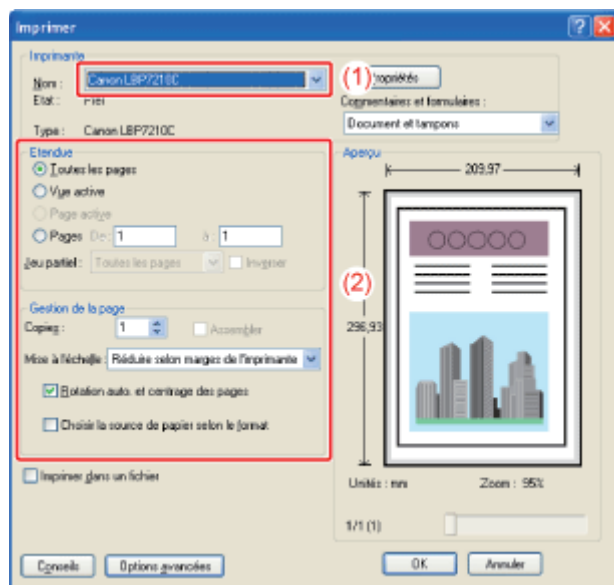 Imprimer
Imprimante
Nom : Canon LBP7210C (1) Propriétés
Etat : Prêt Commentaires et formulaires :
Type : Canon LBP7210C Document et tampons
Etendue Aperçu
Toutes les pages 209,97
Vue active
Page active
Pages De : 1 à : 1
Jeu partiel : Toutes les pages Inverser
(2)
Gestion de la page
Copies : 1 Assembler
296,93
Mise à l'échelle : Réduire selon marges de l'imprimante
Rotation auto. et centrage des pages
Choisir la source de papier selon le format
Imprimer dans un fichier
Unités : mm Zoom : 95%
1/1 (1)
Conseils Options avancées OK Annuler